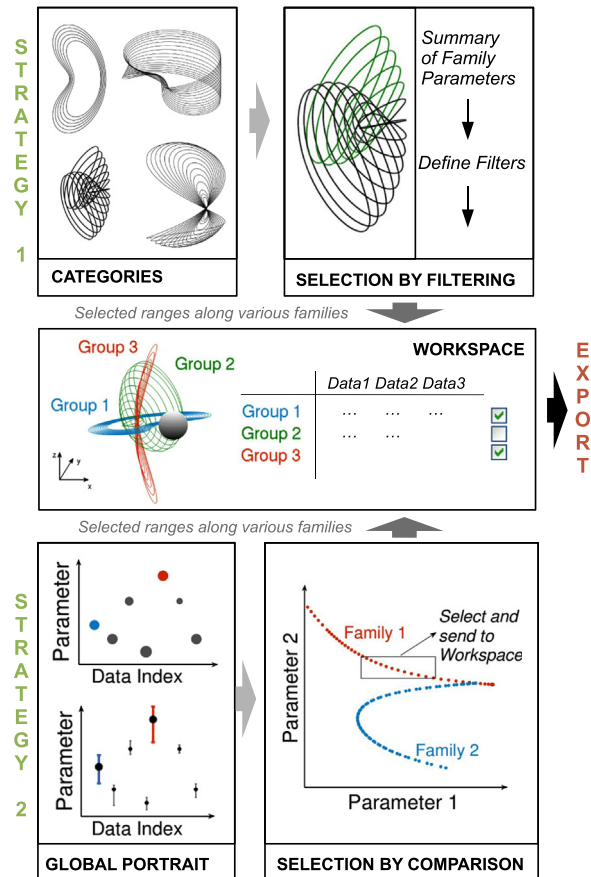 STRATEGY 1
CATEGORIES
Summary
of Family
Parameters
Define Filters
SELECTION BY FILTERING
Selected ranges along various families
Group 3
Group 2
Group 1
z
y
x
WORKSPACE
Data1 Data2 Data3
Group 1 ... ... ...
Group 2 ... ...
Group 3
EXPORT
Selected ranges along various families
STRATEGY 2
Parameter
Data Index
Parameter
Data Index
GLOBAL PORTRAIT
Parameter 2
Family 1
Select and
send to
Workspace
Family 2
Parameter 1
SELECTION BY COMPARISON